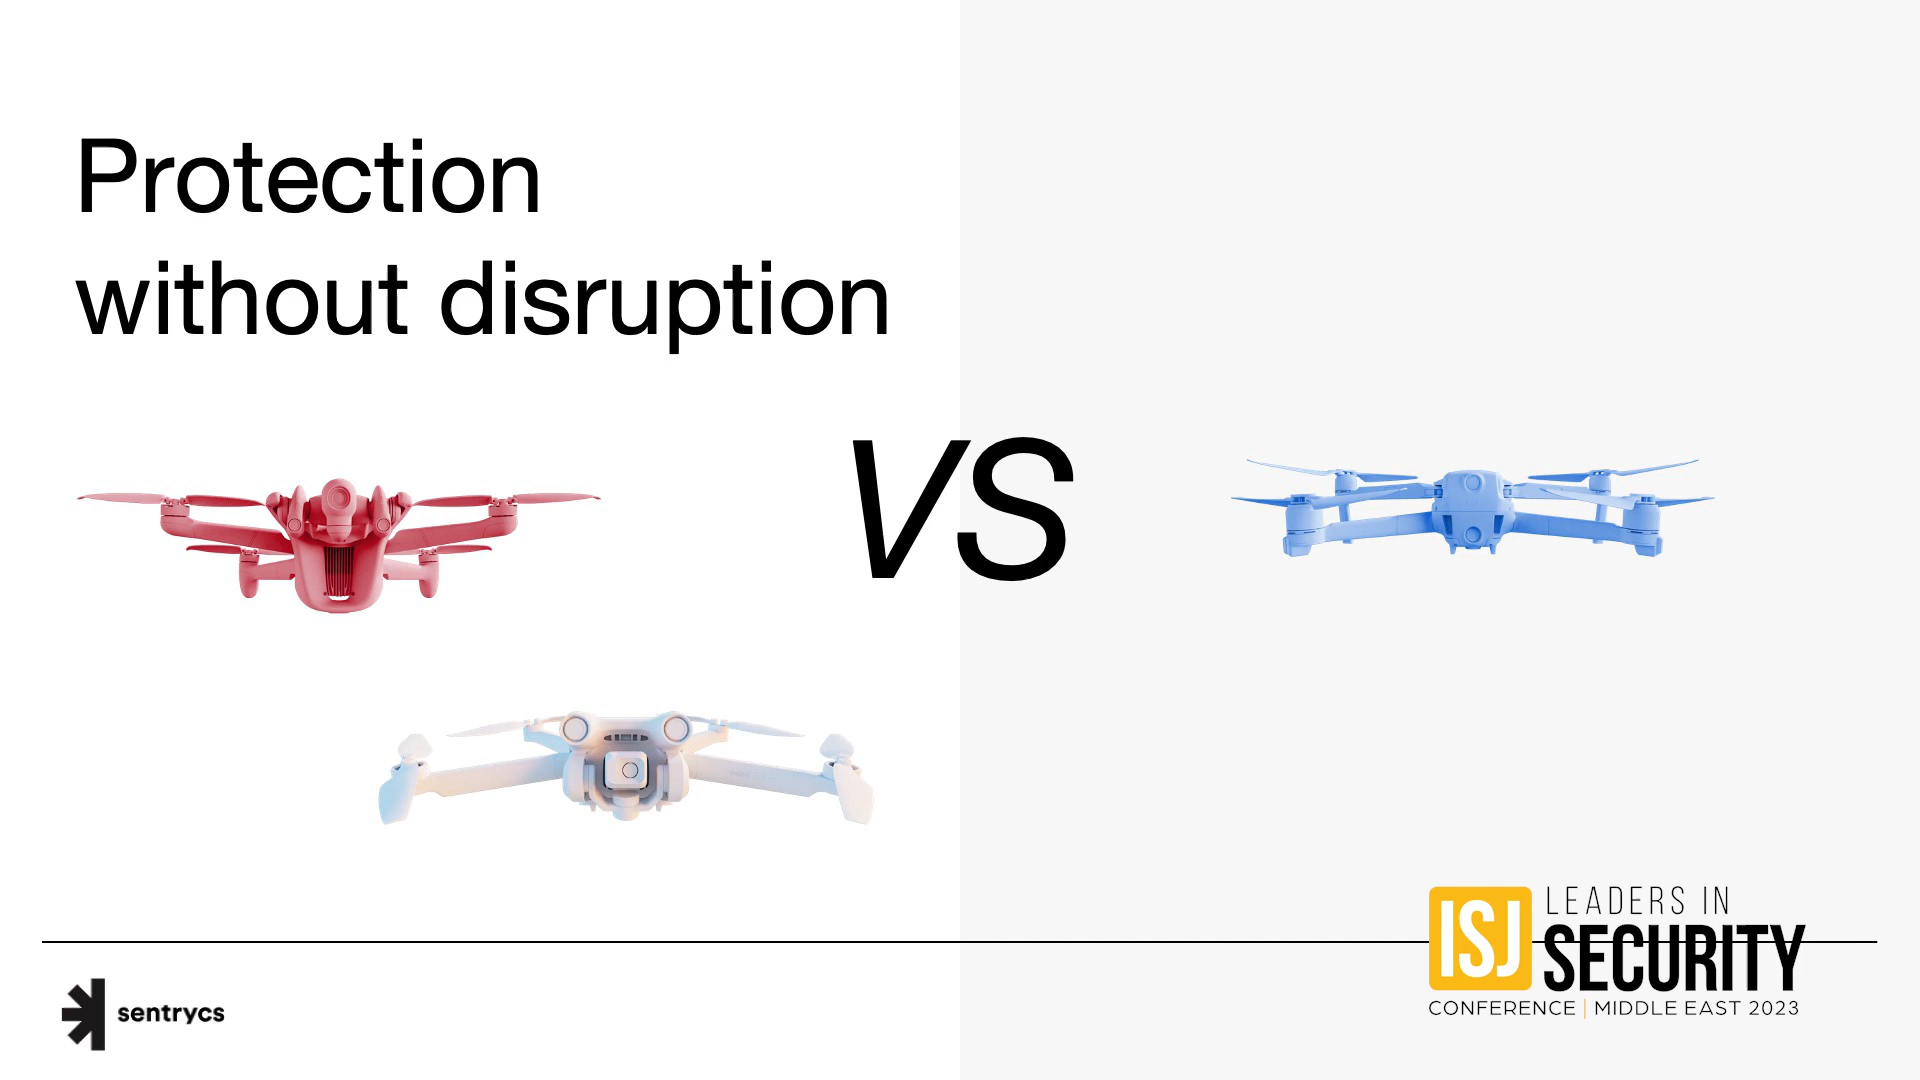 Protection
without disruption
VS
ISJ
LEADERS IN
SECURITY
CONFERENCE | MIDDLE EAST 2023
sentrycs